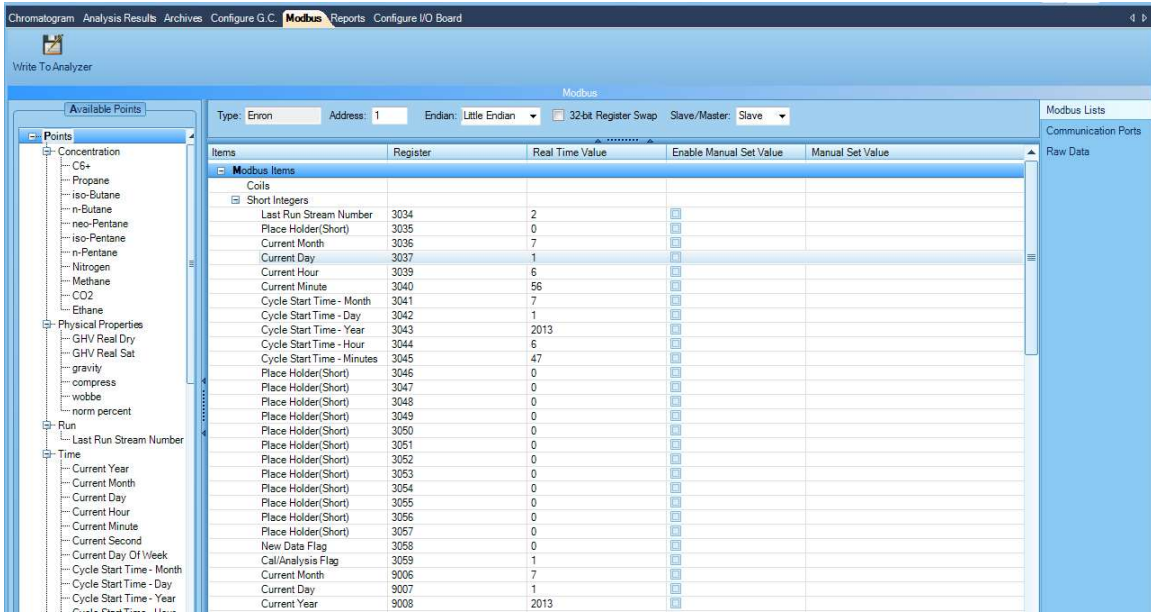 Chromatogram Analysis Results Archives Configure G.C. Modbus Reports Configure I/O Board
Write To Analyzer
Modbus
Available Points
Points
Concentration
C6+
Propane
iso-Butane
n-Butane
neo-Pentane
iso-Pentane
n-Pentane
Nitrogen
Methane
CO2
Ethane
Physical Properties
GHV Real Dry
GHV Real Sat
gravity
compress
wobbe
norm percent
Run
Last Run Stream Number
Time
Current Year
Current Month
Current Day
Current Hour
Current Minute
Current Second
Current Day Of Week
Cycle Start Time - Month
Cycle Start Time - Day
Cycle Start Time - Year
Type: Enron Address: 1 Endian: Little Endian 32-bit Register Swap Slave/Master: Slave
Items Register Real Time Value Enable Manual Set Value Manual Set Value
Modbus Items
Coils
Short Integers
Last Run Stream Number 3034 2
Place Holder(Short) 3035 0
Current Month 3036 7
Current Day 3037 1
Current Hour 3039 6
Current Minute 3040 56
Cycle Start Time - Month 3041 7
Cycle Start Time - Day 3042 1
Cycle Start Time - Year 3043 2013
Cycle Start Time - Hour 3044 6
Cycle Start Time - Minutes 3045 47
Place Holder(Short) 3046 0
Place Holder(Short) 3047 0
Place Holder(Short) 3048 0
Place Holder(Short) 3049 0
Place Holder(Short) 3050 0
Place Holder(Short) 3051 0
Place Holder(Short) 3052 0
Place Holder(Short) 3053 0
Place Holder(Short) 3054 0
Place Holder(Short) 3055 0
Place Holder(Short) 3056 0
Place Holder(Short) 3057 0
New Data Flag 3058 0
Cal/Analysis Flag 3059 1
Current Month 9006 7
Current Day 9007 1
Current Year 9008 2013
Modbus Lists
Communication Ports
Raw Data